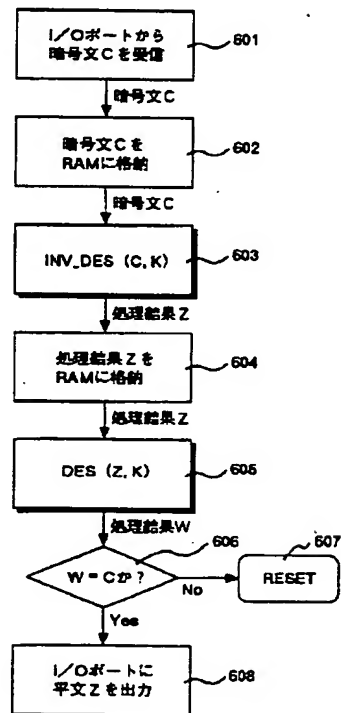 I/Oポートから
暗号文Cを受信
601
暗号文C
暗号文Cを
RAMに格納
602
暗号文C
INV_DES (C, K)
603
処理結果Z
処理結果Zを
RAMに格納
604
処理結果Z
DES (Z, K)
605
処理結果W
W = Cか?
606
No
RESET
607
Yes
I/Oポートに
平文Zを出力
608